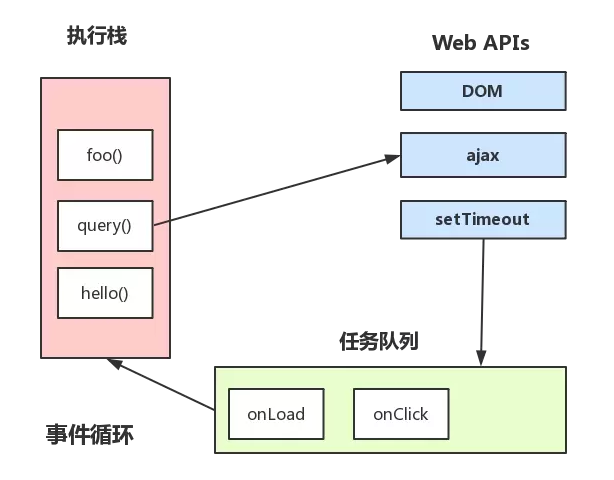 执行栈
Web APIs
DOM
foo()
ajax
query()
setTimeout
hello()
任务队列
onLoad
onClick
事件循环